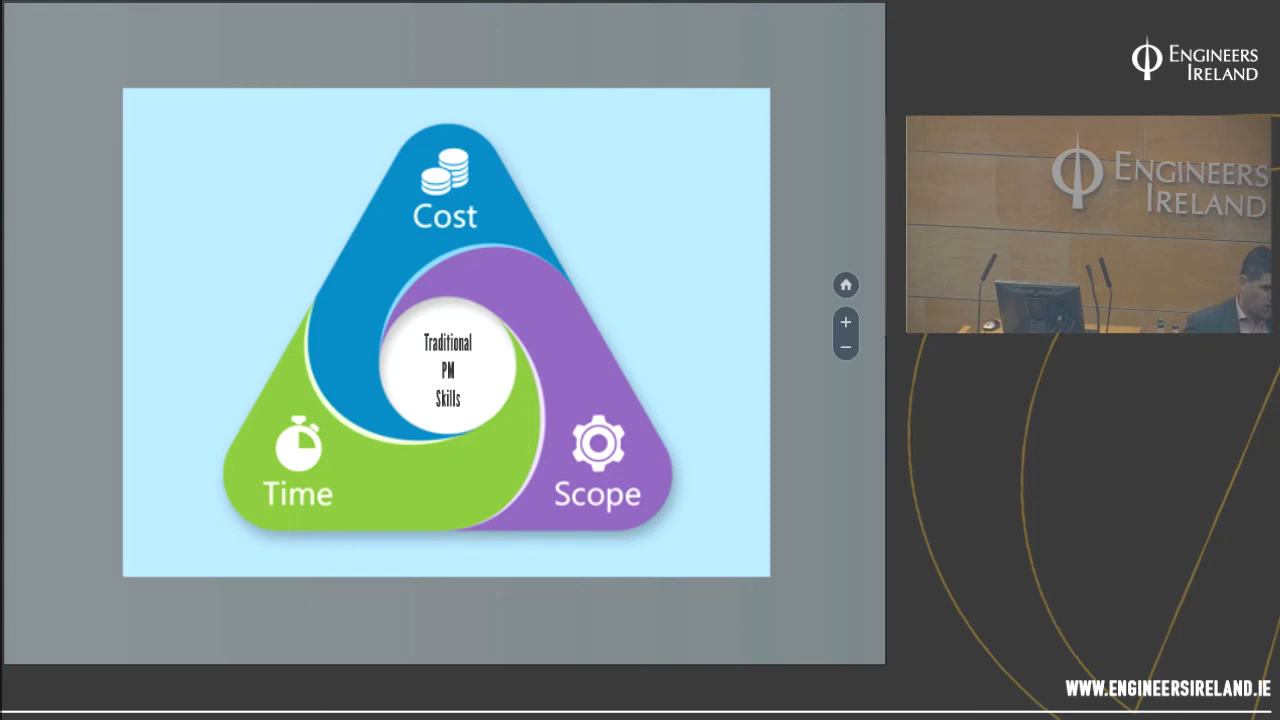 Cost
Traditional
PM
Skills
Time
Scope
ENGINEERS
IRELAND
ENGINEERS
IRELAND
WWW.ENGINEERSIRELAND.IE